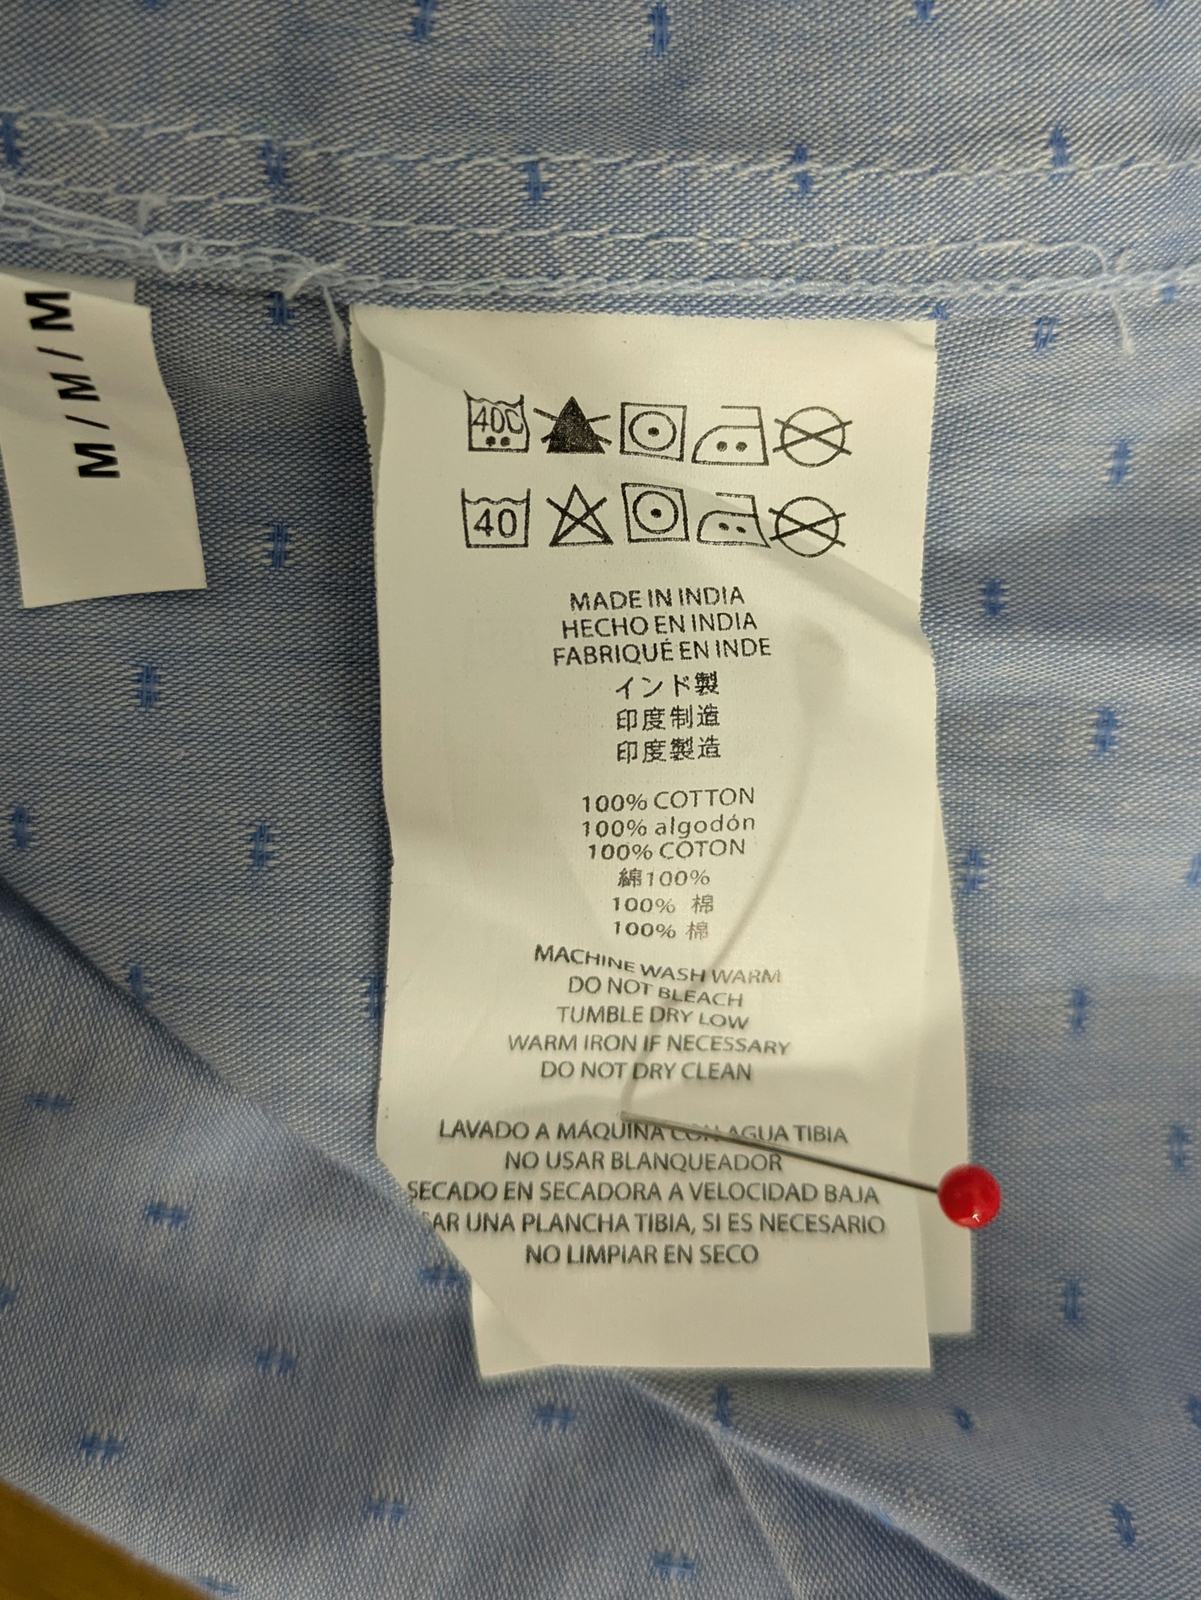 M / M / M
40C
40
MADE IN INDIA
HECHO EN INDIA
FABRIQUÉ EN INDE
インド製
印度制造
印度製造
100% COTTON
100% algodón
100% COTON
綿100%
100% 棉
100% 棉
MACHINE WASH WARM
DO NOT BLEACH
TUMBLE DRY LOW
WARM IRON IF NECESSARY
DO NOT DRY CLEAN
LAVADO A MÁQUINA CON AGUA TIBIA
NO USAR BLANQUEADOR
SECADO EN SECADORA A VELOCIDAD BAJA
UNA PLANCHA TIBIA, SI ES NECESARIO
NO LIMPIAR EN SECO